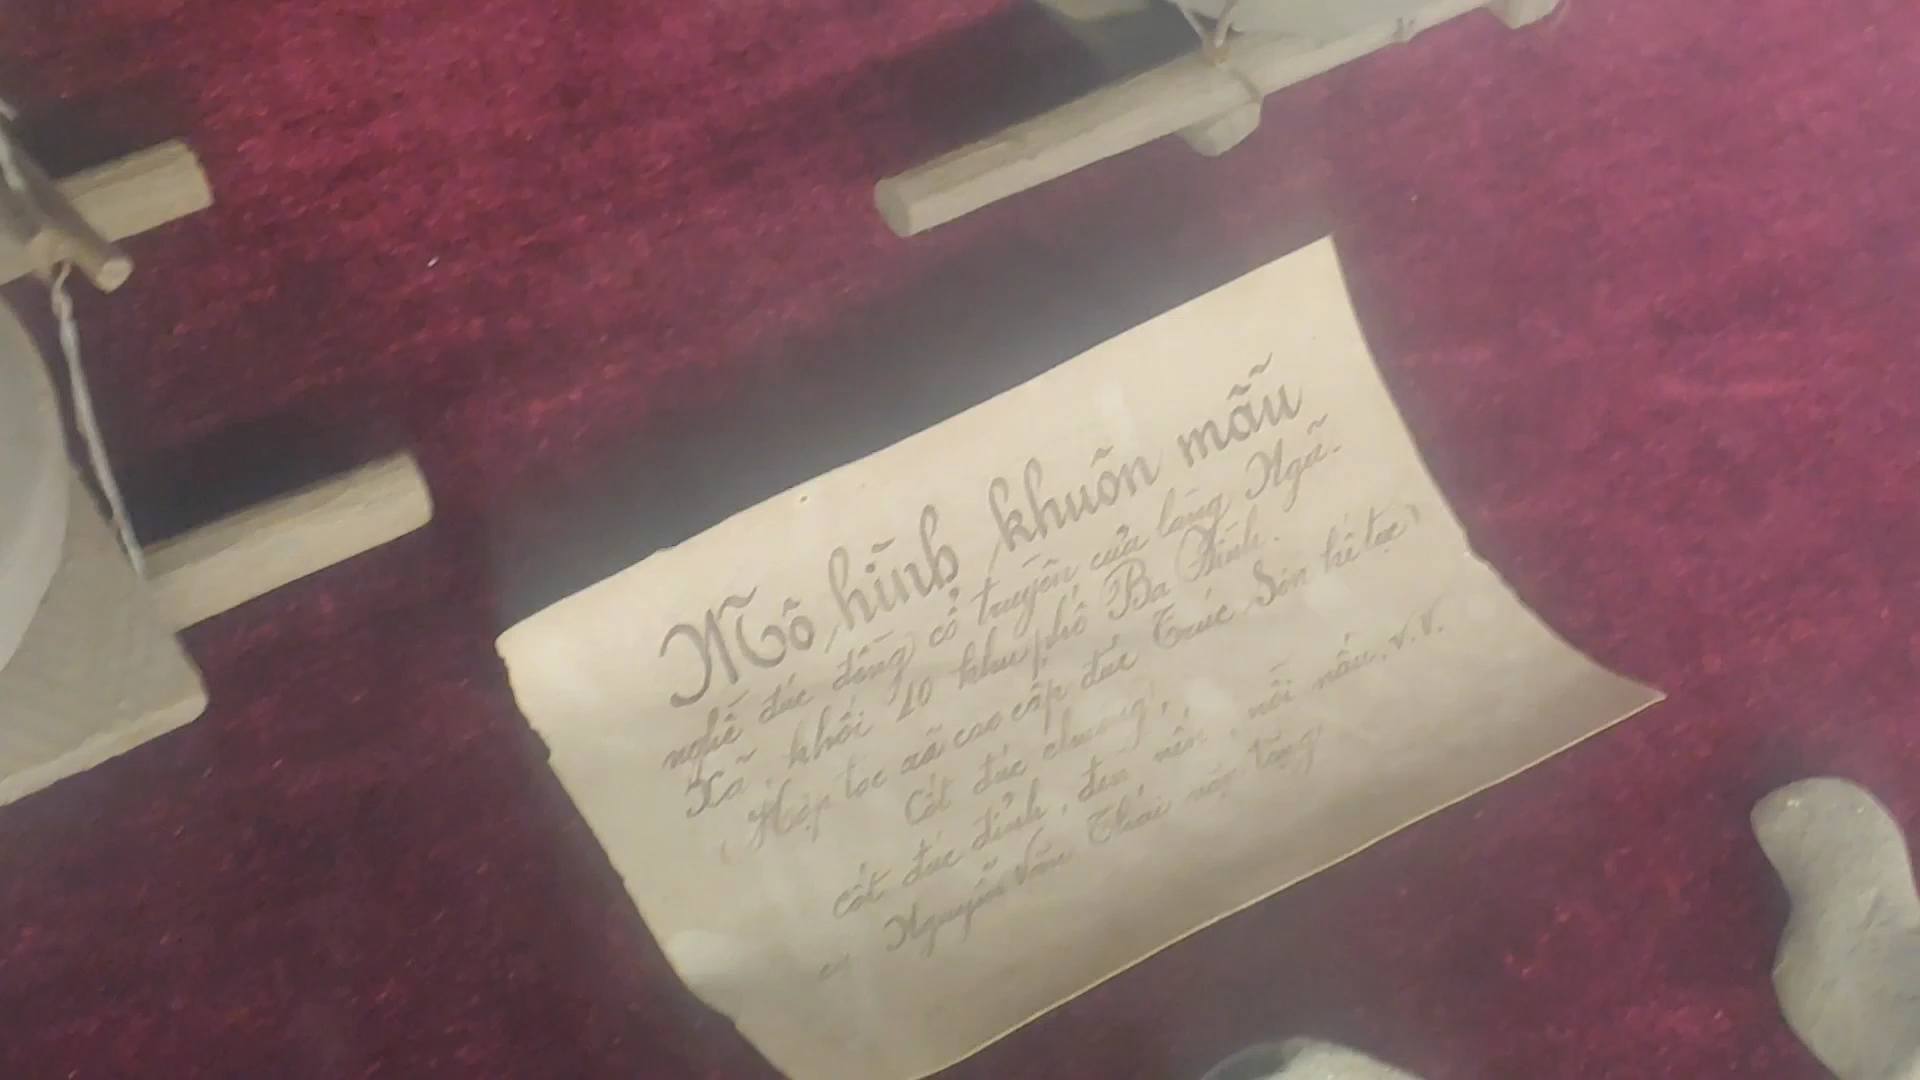 Mô hình khuôn mẫu
nghề đúc đồng cổ truyền của làng Ngũ-
Xã, khối 10 khu phố Ba Đình.
(Hợp tác xã cao cấp đúc Trúc Sơn
Cốt đúc chuông,
cốt đúc đỉnh, đèn nến, nồi nấu, v.v.
Nguyễn Văn Thái nộp tặng